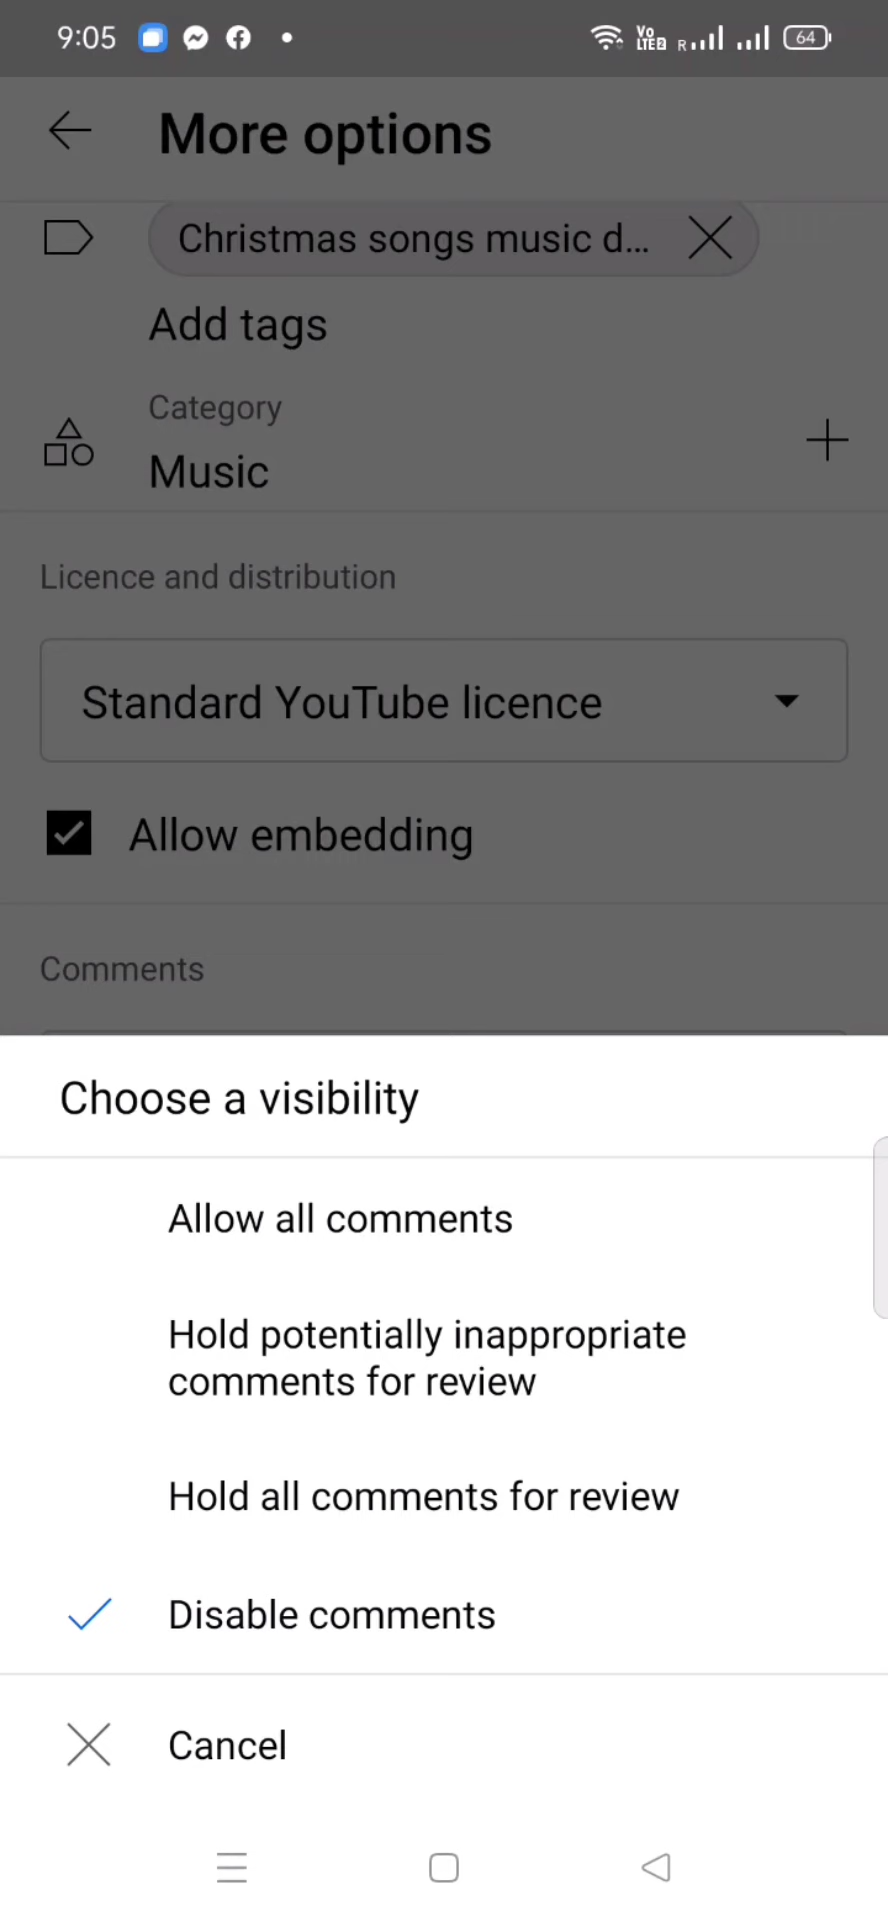 9:05
Vo
LTE2
R
64
More options
Christmas songs music d...
Add tags
Category
Music
Licence and distribution
Standard YouTube licence
Allow embedding
Comments
Choose a visibility
Allow all comments
Hold potentially inappropriate
comments for review
Hold all comments for review
Disable comments
Cancel